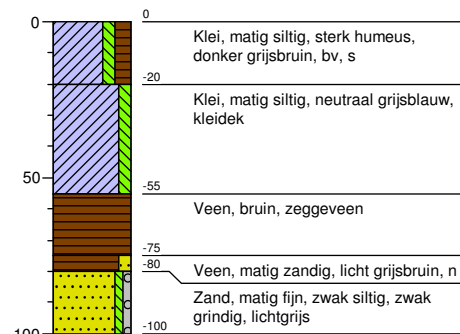 0
0
Klei, matig siltig, sterk humeus,
donker grijsbruin, bv, s
-20
Klei, matig siltig, neutraal grijsblauw,
kleidek
50
-55
Veen, bruin, zeggeveen
-75
Veen, matig zandig, licht grijsbruin, n
-80
Zand, matig fijn, zwak siltig, zwak
grindig, lichtgrijs
100
-100